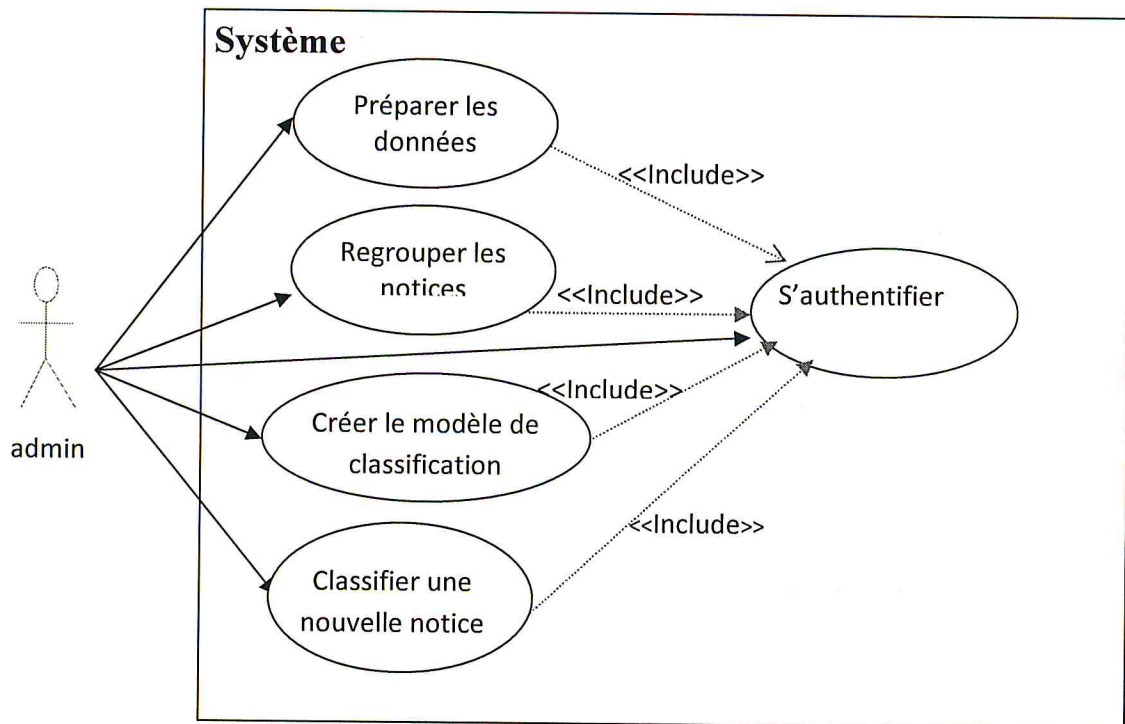 Système
Préparer les
données
<<Include>>
Regrouper les
notices
<<Include>>
S'authentifier
<<Include>>
Créer le modèle de
classification
admin
<<Include>>
Classifier une
nouvelle notice